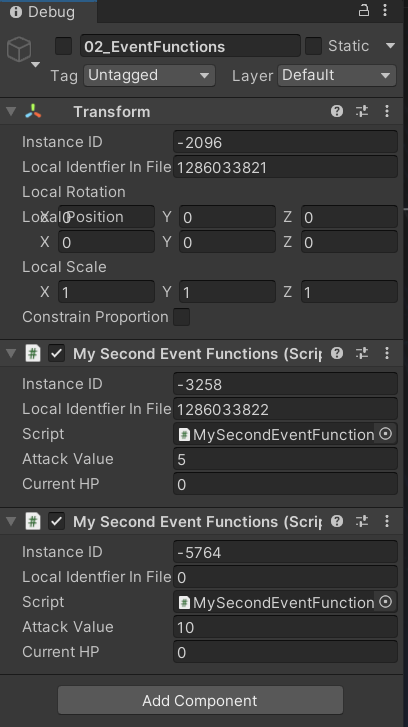 Debug
02_EventFunctions Static
Tag Untagged Layer Default
Transform
Instance ID -2096
Local Identfier In File 1286033821
Local Rotation
Local Position X 0 Y 0 Z 0
X 0 Y 0 Z 0
Local Scale
X 1 Y 1 Z 1
Constrain Proportion
# My Second Event Functions (Scrip
Instance ID -3258
Local Identfier In File 1286033822
Script # MySecondEventFunction
Attack Value 5
Current HP 0
# My Second Event Functions (Scrip
Instance ID -5764
Local Identfier In File 0
Script # MySecondEventFunction
Attack Value 10
Current HP 0
Add Component